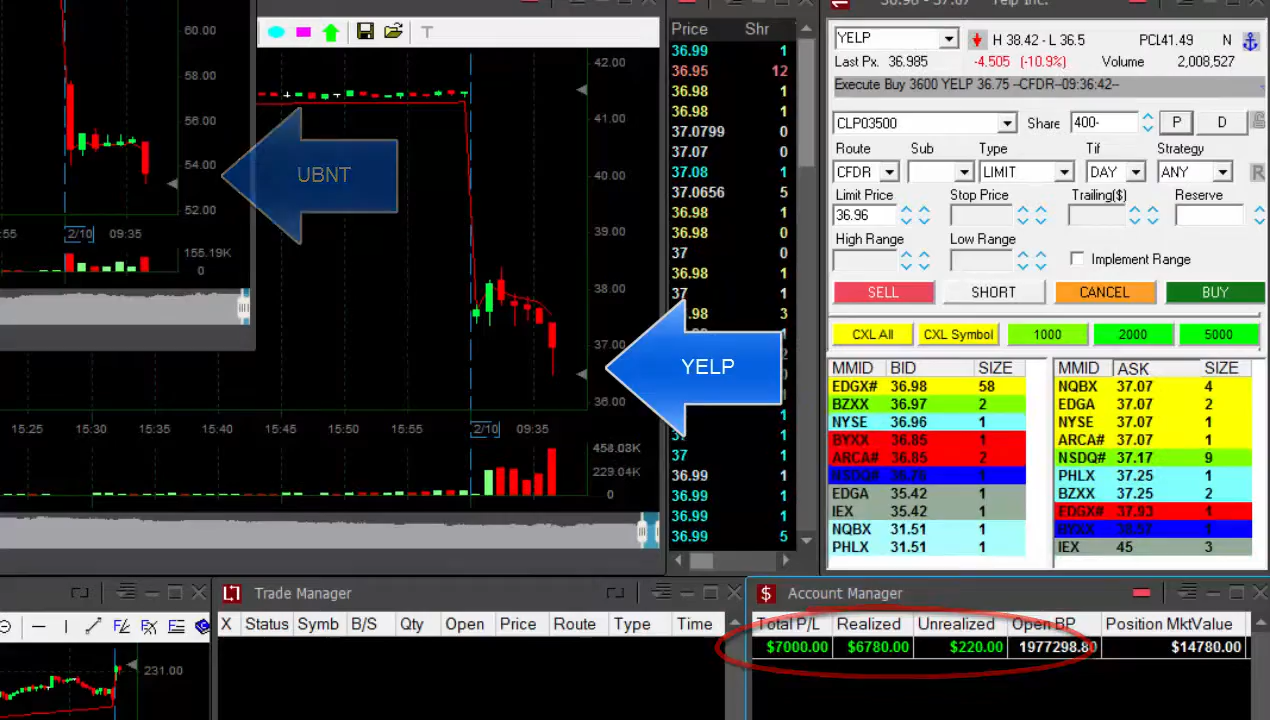 36.98 - 37.07 Yelp Inc.
60.00
58.00
56.00
54.00
52.00
:55 2/10 09:35
155.19K
0
UBNT
T
42.00
41.00
40.00
39.00
38.00
37.00
36.00
15:25 15:30 15:35 15:40 15:45 15:50 15:55 2/10 09:35
458.03K
229.04K
0
YELP
Price Shr
36.99 1
36.95 12
36.98 1
36.98 1
37.0799 0
37.07 0
37.08 1
37.0656 1
36.98 1
36.98 0
37 0
36.98 1
37 1
.98 3
37 1
36.99 1
36.99 1
36.99 1
36.99 5
YELP H 38.42 - L 36.5 PCL41.49 N
Last Px. 36.985 -4.505 (-10.9%) Volume 2,008,527
Execute Buy 3600 YELP 36.75 --CFDR--09:36:42--
CLP03500 Share 400- P D
Route Sub Type Tif Strategy
CFDR LIMIT DAY ANY R
Limit Price Stop Price Trailing($) Reserve
36.96
High Range Low Range
Implement Range
SELL SHORT CANCEL BUY
CXL All CXL Symbol 1000 2000 5000
MMID BID SIZE MMID ASK SIZE
EDGX# 36.98 58 NQBX 37.07 4
BZXX 36.97 2 EDGA 37.07 2
NYSE 36.96 1 NYSE 37.07 1
BYXX 36.85 1 ARCA# 37.07 1
ARCA# 36.85 2 NSDQ# 37.17 9
NSDQ# 36.78 1 PHLX 37.25 1
EDGA 35.42 1 BZXX 37.25 2
IEX 35.42 1 EDGX# 37.93 1
NQBX 31.51 1 BYXX 38.57 1
PHLX 31.51 1 IEX 45 3
231.00
Trade Manager
X Status Symb B/S Qty Open Price Route Type Time
$ Account Manager
Total P/L Realized Unrealized Open BP Position MktValue
$7000.00 $6780.00 $220.00 1977298.80 $14780.00